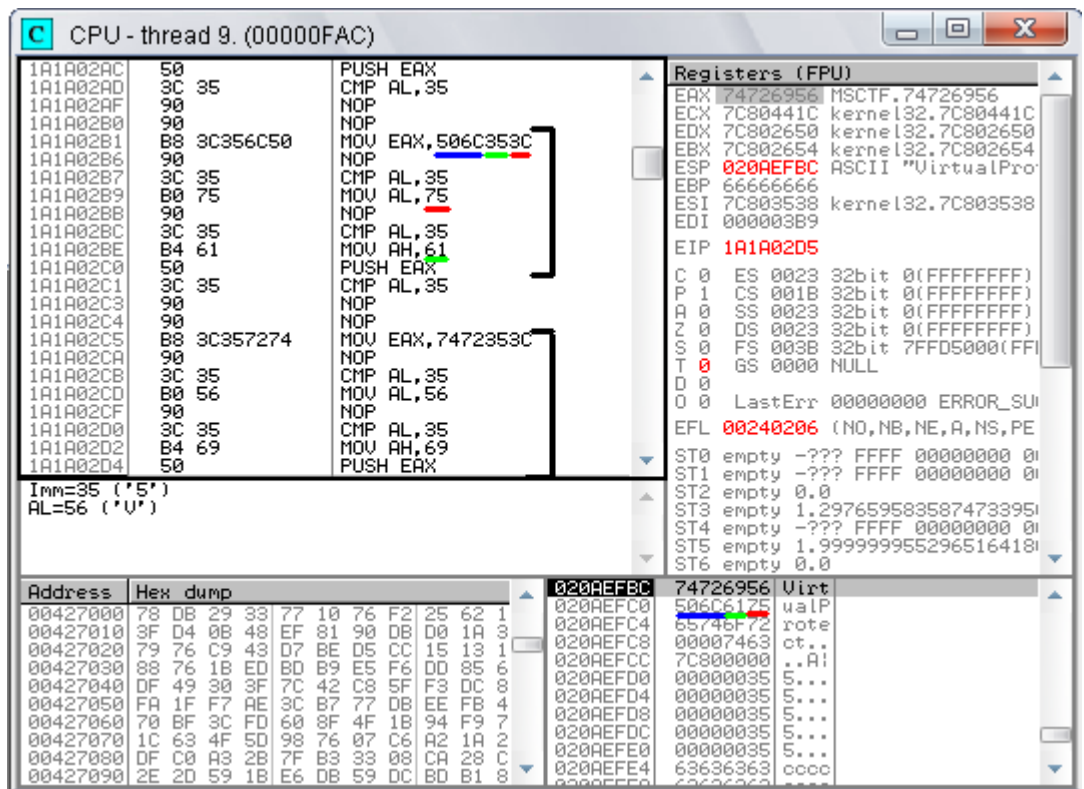 C CPU - thread 9. (00000FAC)
1A1A02AC 50 PUSH EAX
1A1A02AD 3C 35 CMP AL,35
1A1A02AF 90 NOP
1A1A02B0 90 NOP
1A1A02B1 B8 3C356C50 MOV EAX,506C353C
1A1A02B6 90 NOP
1A1A02B7 3C 35 CMP AL,35
1A1A02B9 B0 75 MOV AL,75
1A1A02BB 90 NOP
1A1A02BC 3C 35 CMP AL,35
1A1A02BE B4 61 MOV AH,61
1A1A02C0 50 PUSH EAX
1A1A02C1 3C 35 CMP AL,35
1A1A02C3 90 NOP
1A1A02C4 90 NOP
1A1A02C5 B8 3C357274 MOV EAX,7472353C
1A1A02CA 90 NOP
1A1A02CB 3C 35 CMP AL,35
1A1A02CD B0 56 MOV AL,56
1A1A02CF 90 NOP
1A1A02D0 3C 35 CMP AL,35
1A1A02D2 B4 69 MOV AH,69
1A1A02D4 50 PUSH EAX
Imm=35 ('5')
AL=56 ('V')
Registers (FPU)
EAX 74726956 MSCTF.74726956
ECX 7C80441C kernel32.7C80441C
EDX 7C802650 kernel32.7C802650
EBX 7C802654 kernel32.7C802654
ESP 020AEFBC ASCII "VirtualPro
EBP 66666666
ESI 7C803538 kernel32.7C803538
EDI 000003B9
EIP 1A1A02D5
C 0 ES 0023 32bit 0(FFFFFFFF)
P 1 CS 001B 32bit 0(FFFFFFFF)
A 0 SS 0023 32bit 0(FFFFFFFF)
Z 0 DS 0023 32bit 0(FFFFFFFF)
S 0 FS 003B 32bit 7FFD5000(FF
T 0 GS 0000 NULL
D 0
O 0 LastErr 00000000 ERROR_SU
EFL 00240206 (NO,NB,NE,A,NS,PE
ST0 empty -??? FFFF 00000000 0
ST1 empty -??? FFFF 00000000 0
ST2 empty 0.0
ST3 empty 1.2976595835874733950
ST4 empty -??? FFFF 00000000 0
ST5 empty 1.9999999552965164180
ST6 empty 0.0
Address Hex dump
00427000 78 DB 29 33 77 10 76 F2 25 62 1
00427010 3F D4 0B 48 EF 81 90 DB D0 1A 3
00427020 79 76 C9 43 D7 BE D5 CC 15 13 1
00427030 88 76 1B ED BD B9 E5 F6 DD 85 6
00427040 DF 49 30 3F 7C 42 C8 5F F3 DC 8
00427050 FA 1F F7 AE 3C B7 77 DB EE FB 4
00427060 70 BF 3C FD 60 8F 4F 1B 94 F9 7
00427070 1C 63 4F 5D 98 76 07 C6 A2 1A 2
00427080 DF C0 A3 2B 7F B3 33 08 CA 28 C
00427090 2E 2D 59 1B E6 DB 59 DC BD B1 8
020AEFBC 74726956 Virt
020AEFC0 506C6175 ualP
020AEFC4 65746F72 rote
020AEFC8 00007463 ct..
020AEFCC 7C800000 ..А¦
020AEFD0 00000035 5...
020AEFD4 00000035 5...
020AEFD8 00000035 5...
020AEFDC 00000035 5...
020AEFE0 00000035 5...
020AEFE4 63636363 cccc